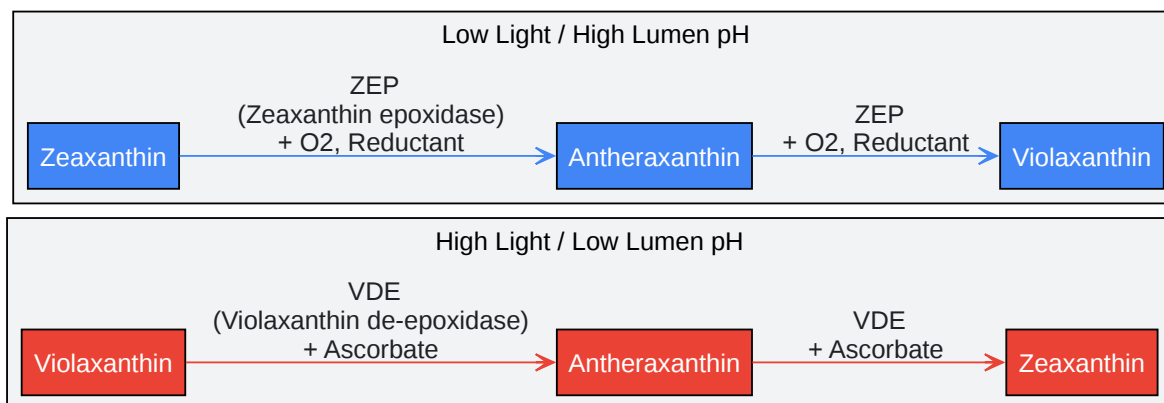 Low Light / High Lumen pH
ZEP
(Zeaxanthin epoxidase)
+ O2, Reductant
ZEP
+ O2, Reductant
Zeaxanthin
Antheraxanthin
Violaxanthin
High Light / Low Lumen pH
VDE
(Violaxanthin de-epoxidase)
+ Ascorbate
VDE
+ Ascorbate
Violaxanthin
Antheraxanthin
Zeaxanthin